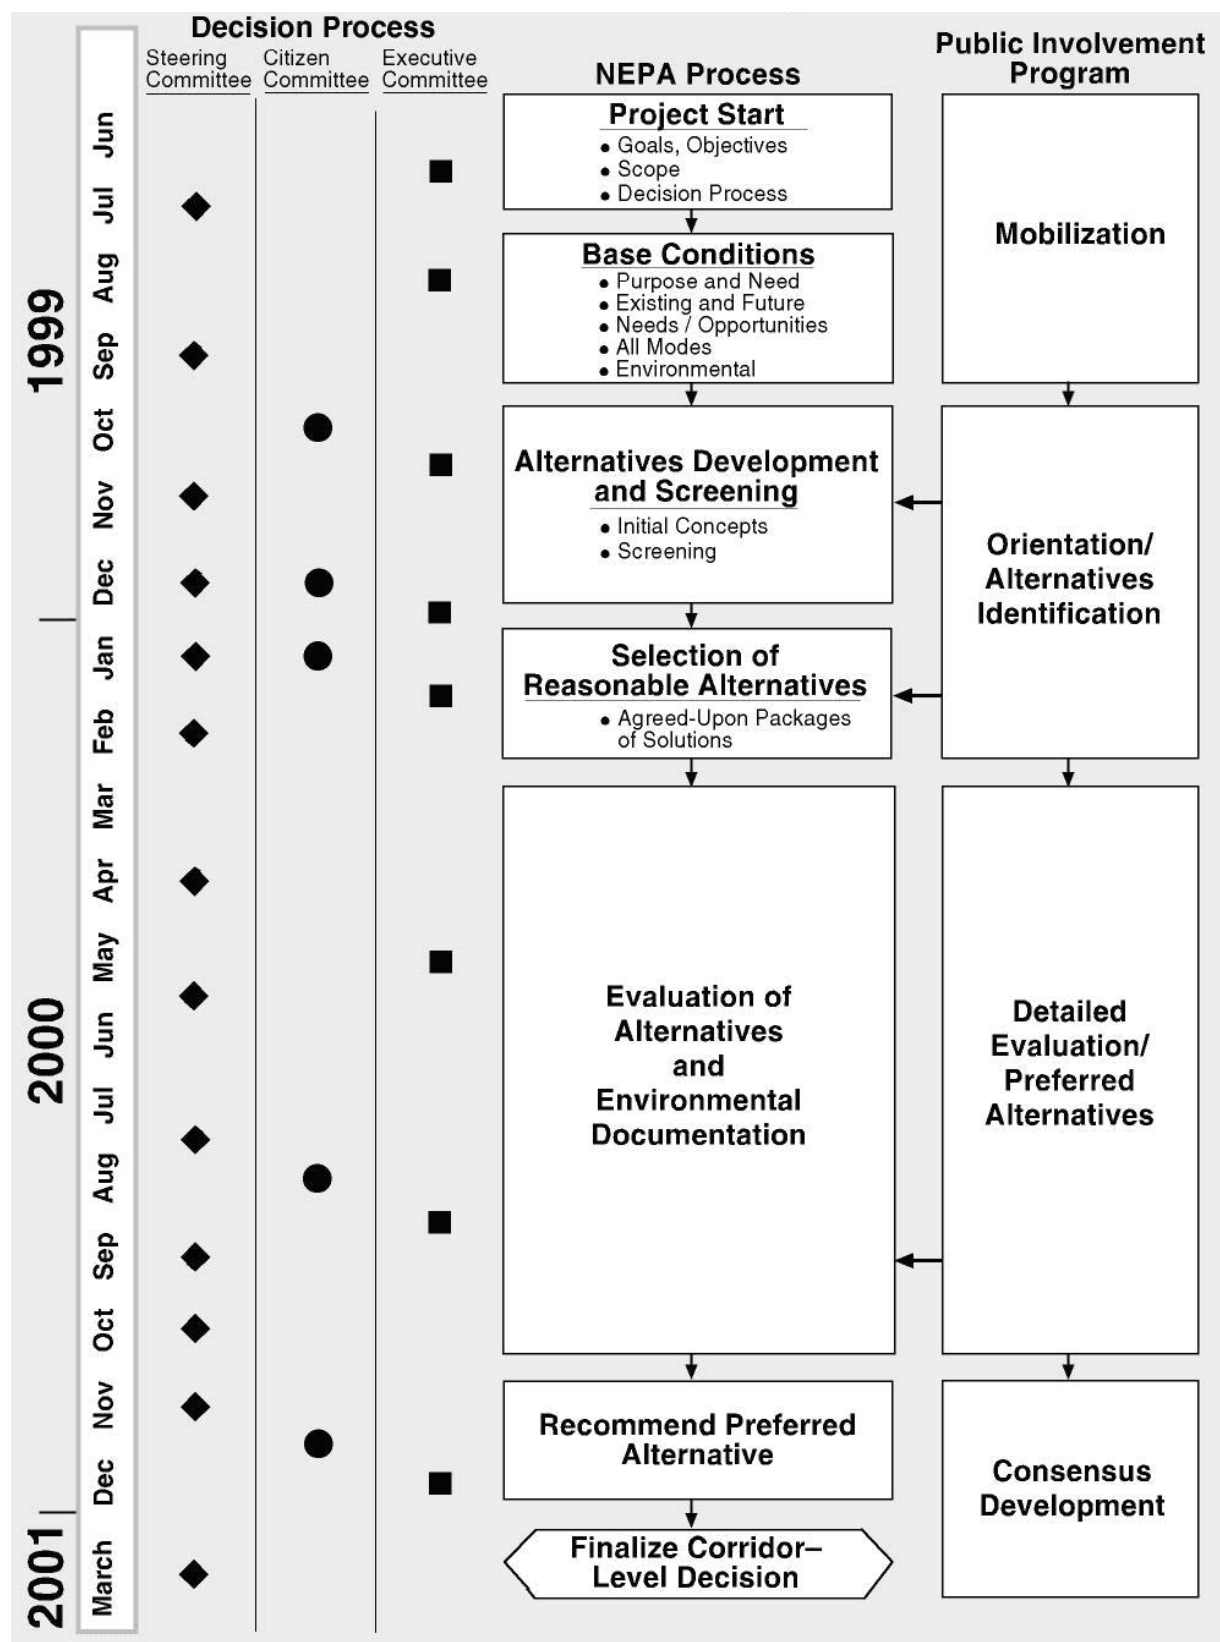 Decision Process
Steering
Committee
Citizen
Committee
Executive
Committee
NEPA Process
Public Involvement
Program
1999
Jun
Jul
Aug
Sep
Oct
Nov
Dec
2000
Jan
Feb
Mar
Apr
May
Jun
Jul
Aug
Sep
Oct
Nov
Dec
2001
March
Project Start
• Goals, Objectives
• Scope
• Decision Process
Base Conditions
• Purpose and Need
• Existing and Future
• Needs / Opportunities
• All Modes
• Environmental
Alternatives Development
and Screening
• Initial Concepts
• Screening
Selection of
Reasonable Alternatives
• Agreed-Upon Packages
of Solutions
Evaluation of
Alternatives
and
Environmental
Documentation
Recommend Preferred
Alternative
Finalize Corridor–
Level Decision
Mobilization
Orientation/
Alternatives
Identification
Detailed
Evaluation/
Preferred
Alternatives
Consensus
Development